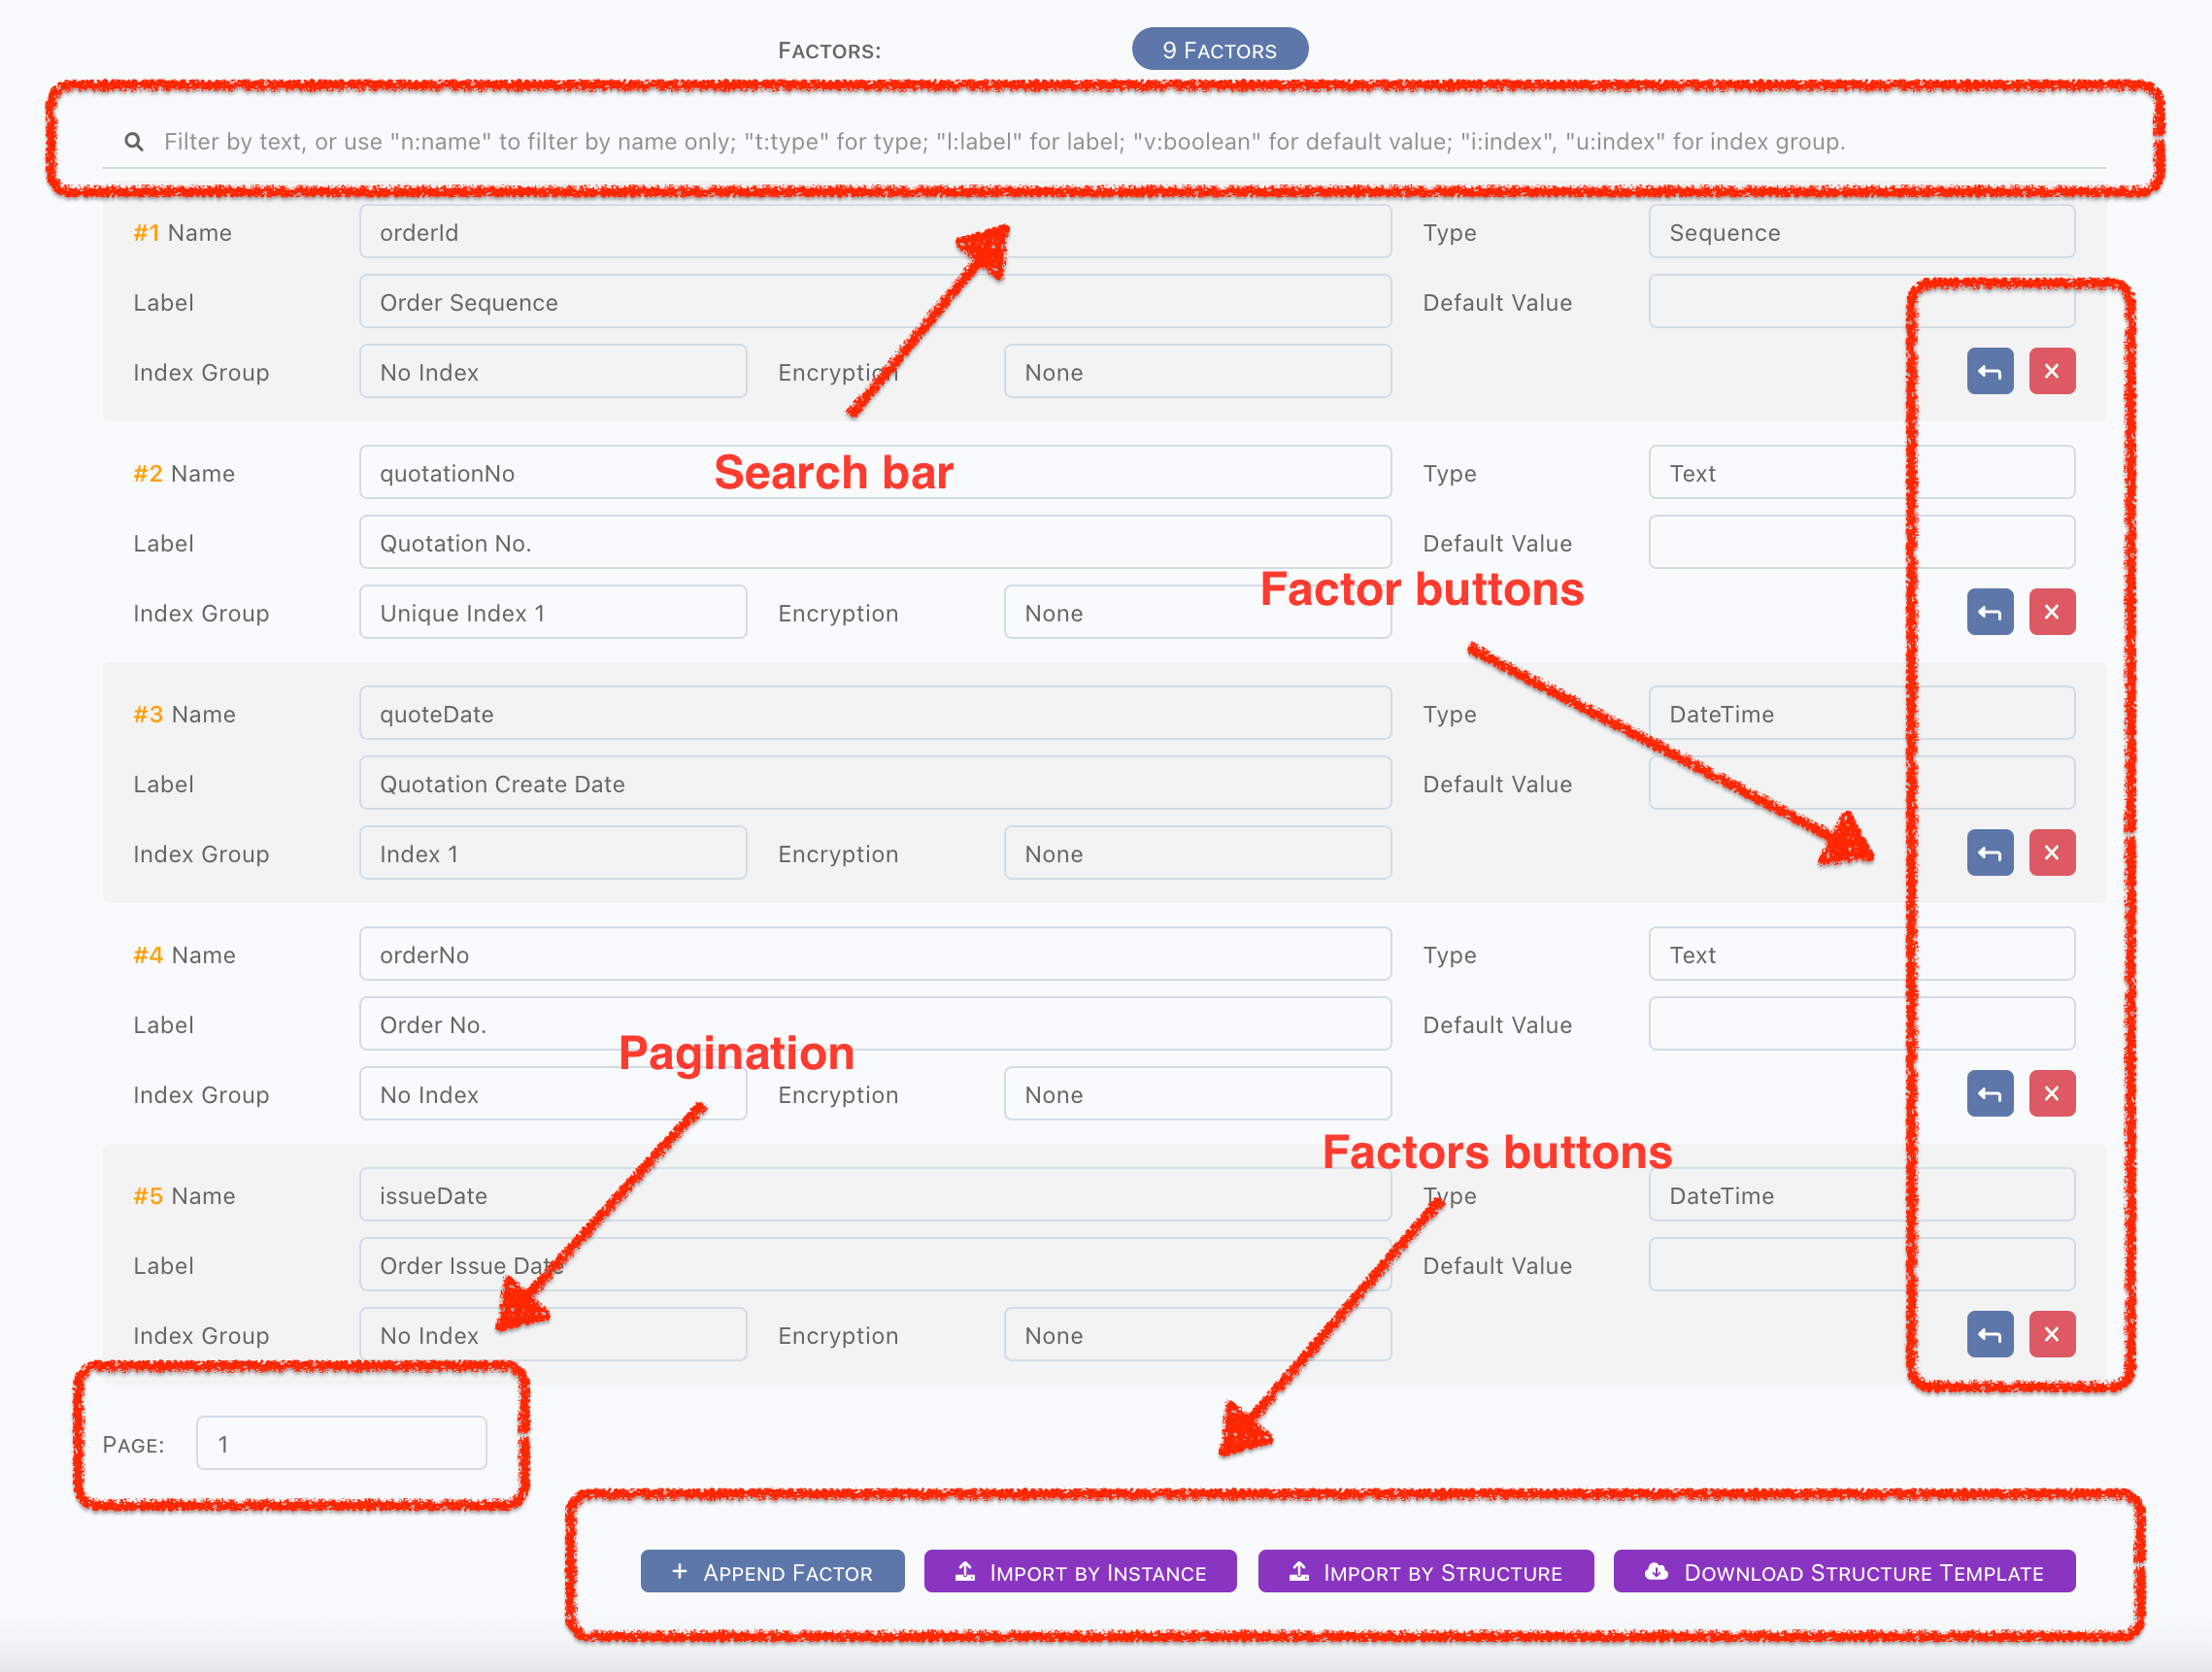 FACTORS: 9 FACTORS
Filter by text, or use "n:name" to filter by name only; "t:type" for type; "l:label" for label; "v:boolean" for default value; "i:index", "u:index" for index group.
#1 Name orderId Type Sequence
Label Order Sequence Default Value
Index Group No Index Encryption None
Search bar
#2 Name quotationNo Type Text
Label Quotation No. Default Value
Factor buttons
Index Group Unique Index 1 Encryption None
#3 Name quoteDate Type DateTime
Label Quotation Create Date Default Value
Index Group Index 1 Encryption None
#4 Name orderNo Type Text
Label Order No. Default Value
Pagination
Index Group No Index Encryption None
Factors buttons
#5 Name issueDate Type DateTime
Label Order Issue Date Default Value
Index Group No Index Encryption None
PAGE: 1
+ APPEND FACTOR IMPORT BY INSTANCE IMPORT BY STRUCTURE DOWNLOAD STRUCTURE TEMPLATE